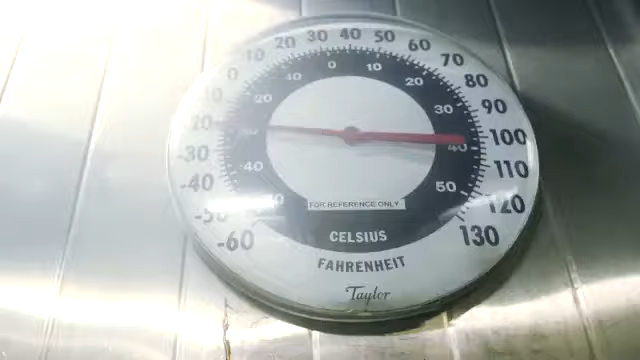 -60 -50 -40 -30 -20 10 0 10 20 30 40 50 60 70 80 90 100 110 120 130
-40 20 40 0 10 20 30 40 50
FOR REFERENCE ONLY
CELSIUS
FAHRENHEIT
Taylor